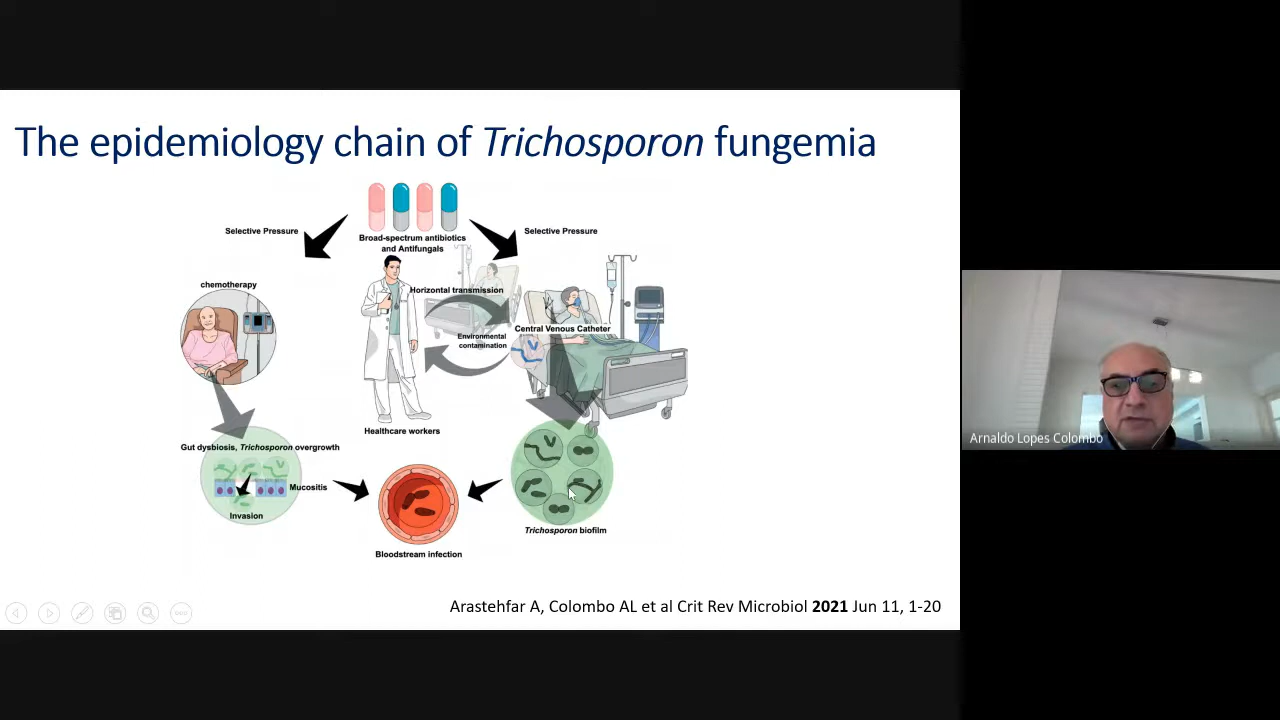 The epidemiology chain of Trichosporon fungemia
Selective Pressure
Broad-spectrum antibiotics
and Antifungals
Selective Pressure
chemotherapy
Horizontal transmission
Central Venous Catheter
Environmental
contamination
Healthcare workers
Gut dysbiosis, Trichosporon overgrowth
Mucositis
Invasion
Bloodstream infection
Trichosporon biofilm
Arastehfar A, Colombo AL et al Crit Rev Microbiol 2021 Jun 11, 1-20
Arnaldo Lopes Colombo